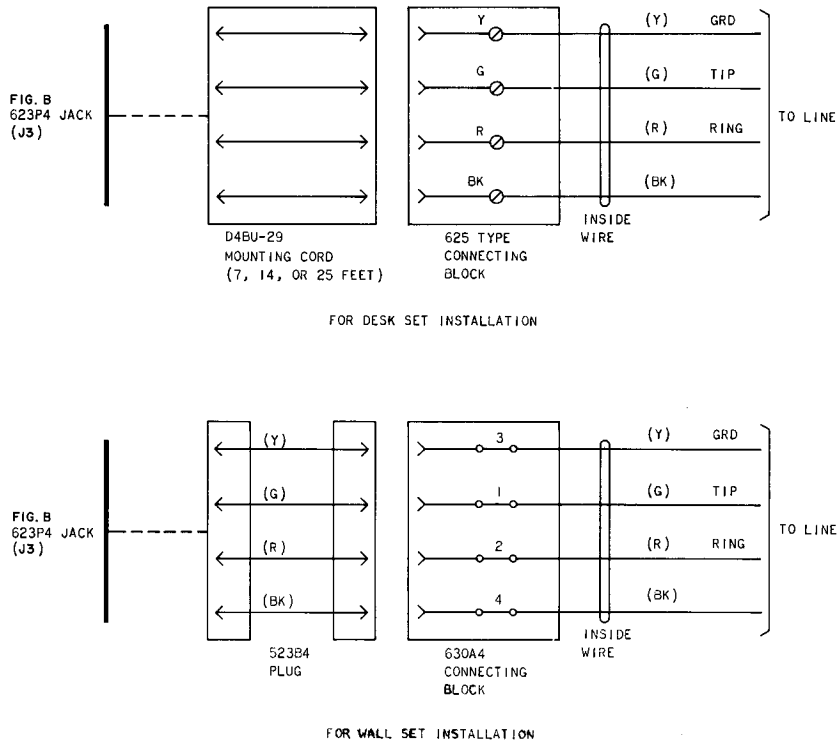 Y (Y) GRD
G (G) TIP
FIG. B
623P4 JACK
(J3)
TO LINE
R (R) RING
BK (BK)
INSIDE
WIRE
D4BU-29
MOUNTING CORD
(7, 14, OR 25 FEET)
625 TYPE
CONNECTING
BLOCK
FOR DESK SET INSTALLATION
(Y) 3 (Y) GRD
(G) 1 (G) TIP
FIG. B
623P4 JACK
(J3)
TO LINE
(R) 2 (R) RING
(BK) 4 (BK)
INSIDE
WIRE
523B4
PLUG
630A4
CONNECTING
BLOCK
FOR WALL SET INSTALLATION